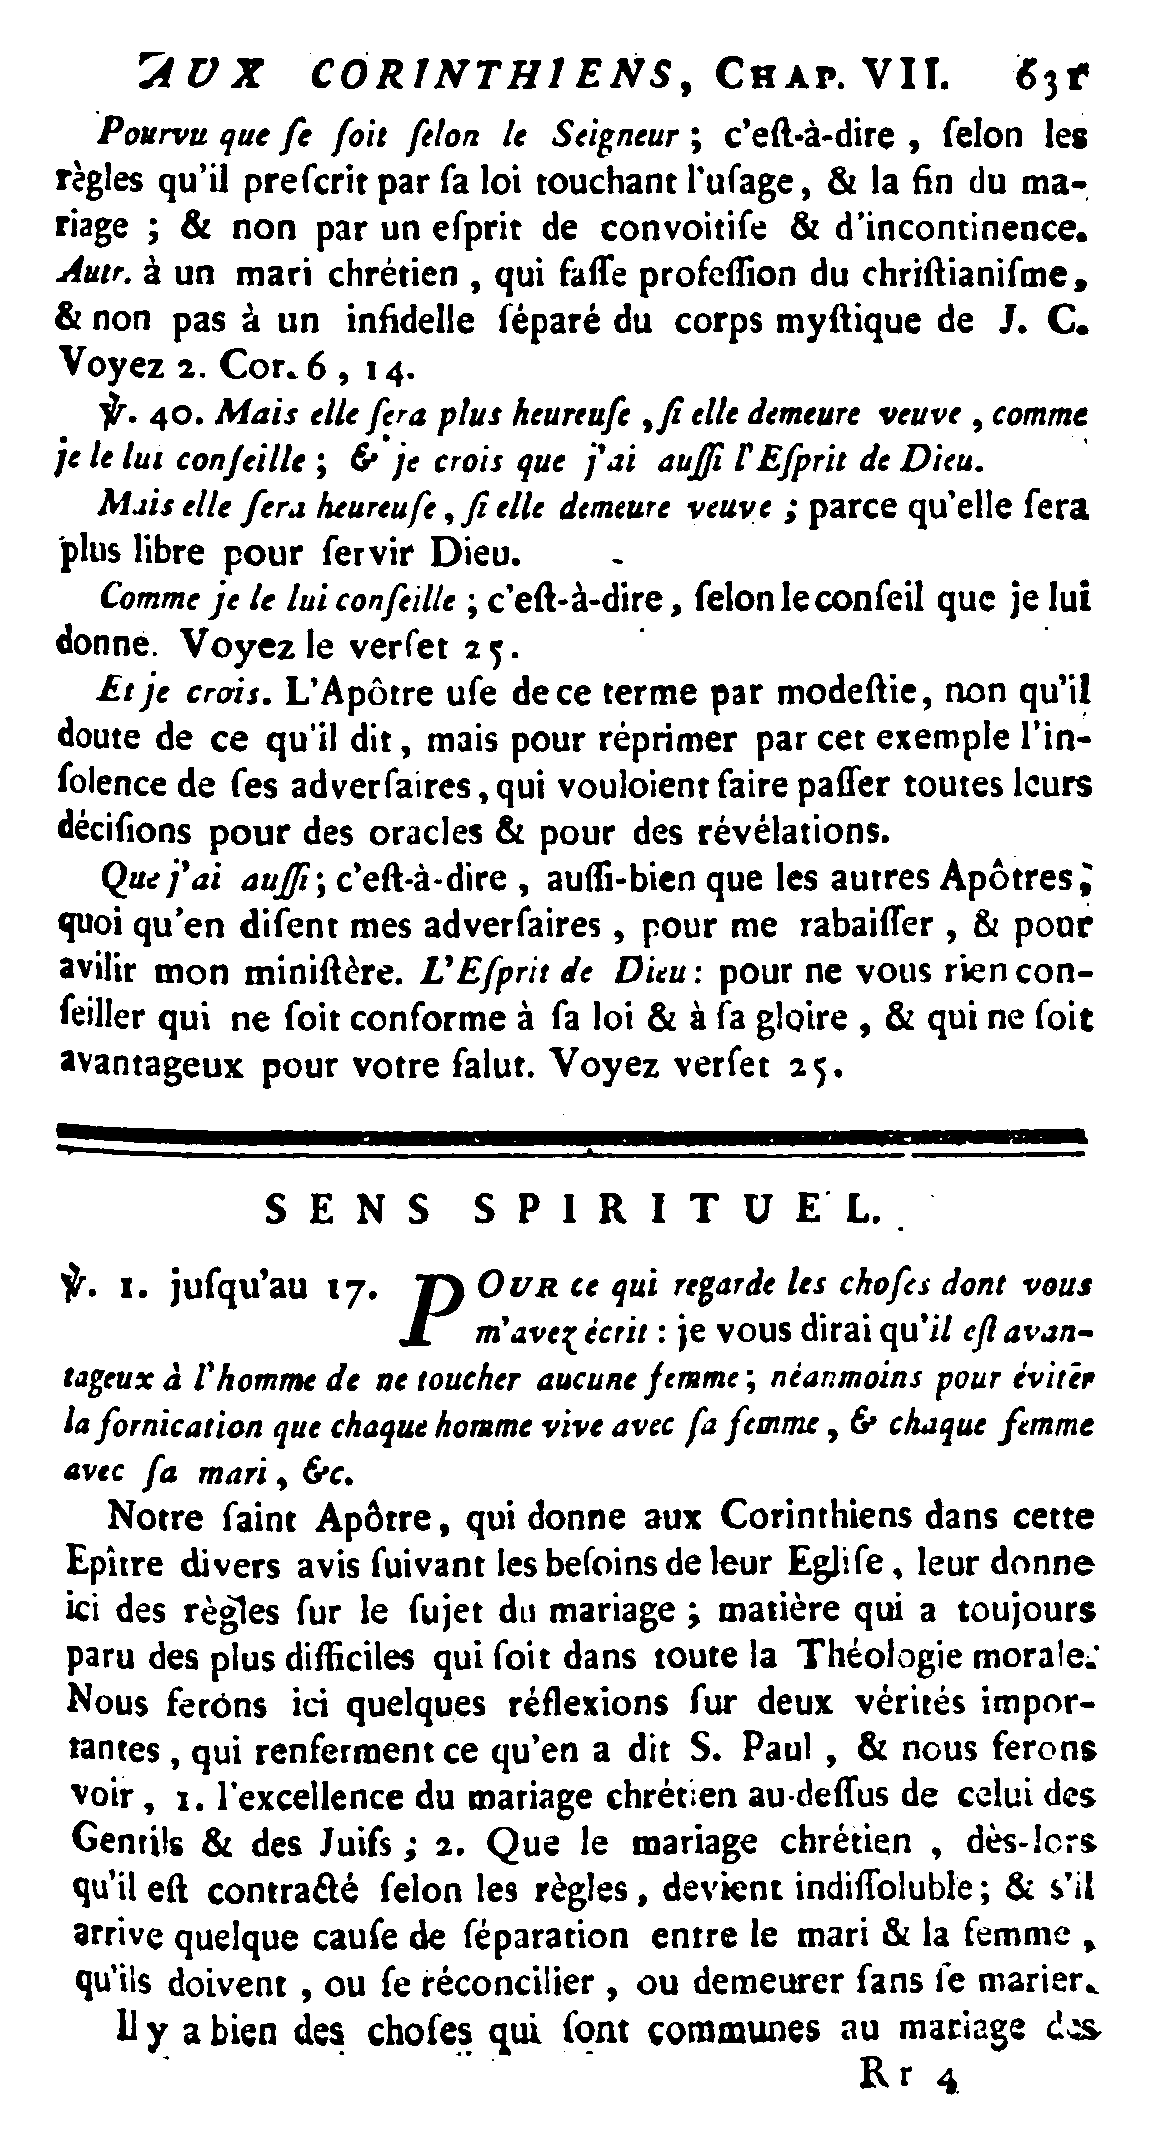 AUX CORINTHIENS, CHAP. VII. 631
Pourvu que ſe ſoit ſelon le Seigneur ; c'eſt-à-dire , ſelon les
règles qu'il preſcrit par ſa loi touchant l'uſage, & la fin du ma-
riage ; & non par un eſprit de convoitiſe & d'incontinence.
Autr. à un mari chrétien , qui faſſe profeſſion du chriſtianiſme,
& non pas à un infidelle ſéparé du corps myſtique de J. C.
Voyez 2. Cor. 6 , 14.
℣. 40. Mais elle ſera plus heureuſe , ſi elle demeure veuve , comme
je le lui conſeille ; & je crois que j'ai auſſi l'Eſprit de Dieu.
Mais elle ſera heureuſe , ſi elle demeure veuve ; parce qu'elle ſera
plus libre pour ſervir Dieu.
Comme je le lui conſeille ; c'eſt-à-dire, ſelon le conſeil que je lui
donne. Voyez le verſet 25.
Et je crois. L'Apôtre uſe de ce terme par modeſtie, non qu'il
doute de ce qu'il dit, mais pour réprimer par cet exemple l'in-
ſolence de ſes adverſaires, qui vouloient faire paſſer toutes leurs
déciſions pour des oracles & pour des révélations.
Que j'ai auſſi ; c'eſt-à-dire , auſſi-bien que les autres Apôtres ;
quoi qu'en diſent mes adverſaires , pour me rabaiſſer , & pour
avilir mon miniſtère. L'Eſprit de Dieu : pour ne vous rien con-
ſeiller qui ne ſoit conforme à ſa loi & à ſa gloire , & qui ne ſoit
avantageux pour votre ſalut. Voyez verſet 25.
SENS SPIRITUEL.
℣. 1. juſqu'au 17. POUR ce qui regarde les choſes dont vous
m'avez écrit : je vous dirai qu'il eſt avan-
tageux à l'homme de ne toucher aucune femme ; néanmoins pour éviter
la fornication que chaque homme vive avec ſa femme , & chaque femme
avec ſa mari , &c.
Notre ſaint Apôtre, qui donne aux Corinthiens dans cette
Epître divers avis ſuivant les beſoins de leur Egliſe , leur donne
ici des règles ſur le ſujet du mariage ; matière qui a toujours
paru des plus difficiles qui ſoit dans toute la Théologie morale.
Nous ferons ici quelques réflexions ſur deux vérités impor-
tantes , qui renferment ce qu'en a dit S. Paul , & nous ferons
voir , 1. l'excellence du mariage chrétien au-deſſus de celui des
Gentils & des Juifs ; 2. Que le mariage chrétien , dès-lors
qu'il eſt contracté ſelon les règles , devient indiſſoluble ; & s'il
arrive quelque cauſe de ſéparation entre le mari & la femme ,
qu'ils doivent , ou ſe réconcilier , ou demeurer ſans ſe marier.
Il y a bien des choſes qui ſont communes au mariage des
Rr 4